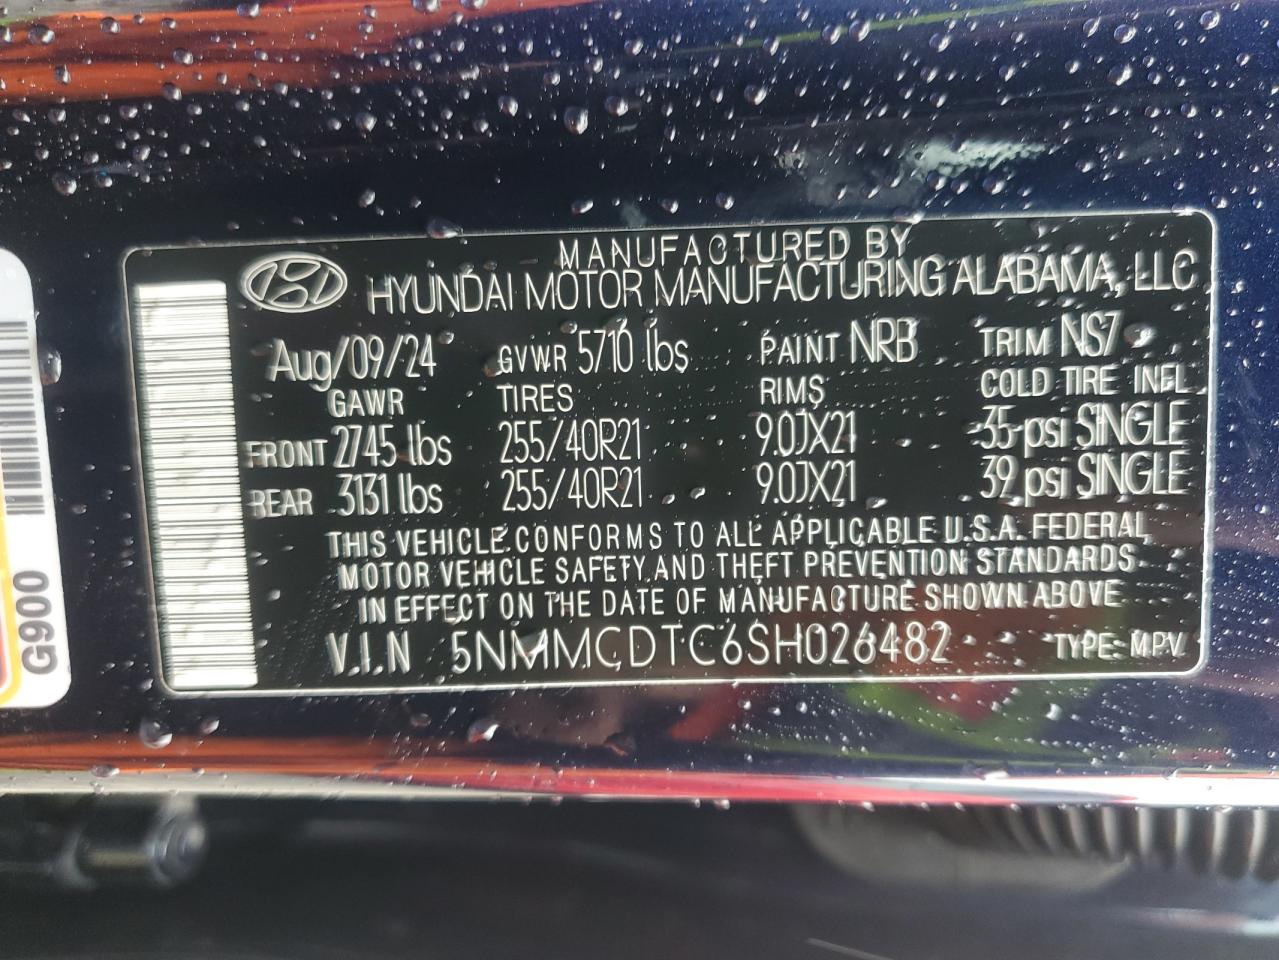 MANUFACTURED BY
HYUNDAI MOTOR MANUFACTURING ALABAMA, LLC
Aug/09/24 GVWR 5710 lbs PAINT NRB TRIM NS7
GAWR TIRES RIMS COLD TIRE INFL
FRONT 2745 lbs 255/40R21 9.0JX21 35 psi SINGLE
REAR 3131 lbs 255/40R21 9.0JX21 39 psi SINGLE
THIS VEHICLE CONFORMS TO ALL APPLICABLE U.S.A. FEDERAL
MOTOR VEHICLE SAFETY AND THEFT PREVENTION STANDARDS
IN EFFECT ON THE DATE OF MANUFACTURE SHOWN ABOVE
V.I.N 5NMMCDTC6SH026482 TYPE: MPV
G900